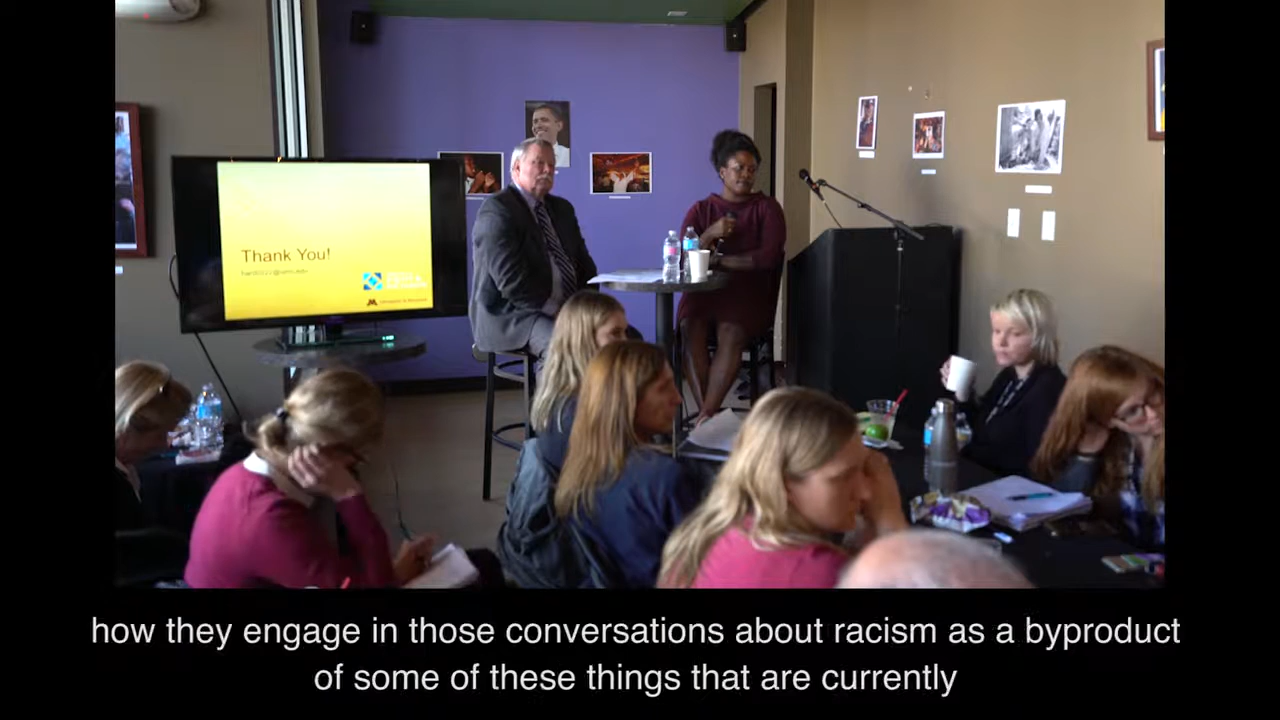 Thank You!
how they engage in those conversations about racism as a byproduct
of some of these things that are currently